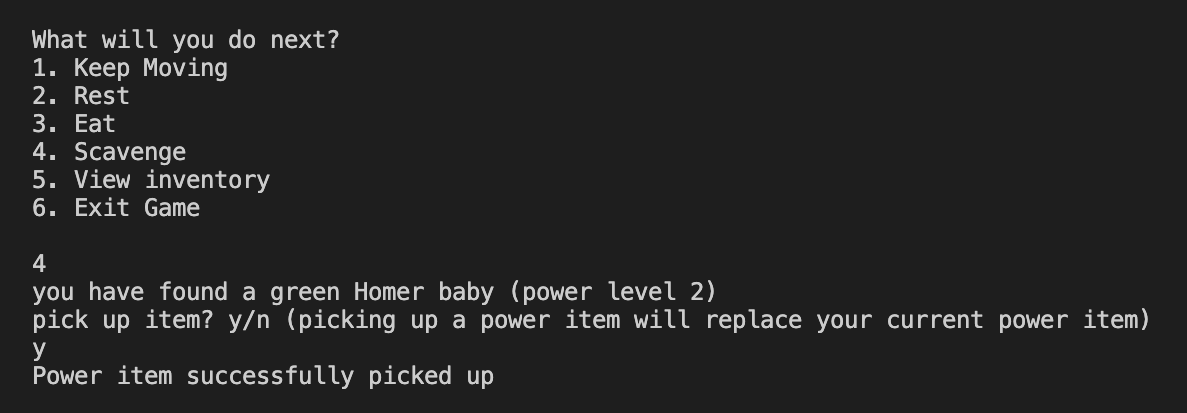 What will you do next?
1. Keep Moving
2. Rest
3. Eat
4. Scavenge
5. View inventory
6. Exit Game
4
you have found a green Homer baby (power level 2)
pick up item? y/n (picking up a power item will replace your current power item)
y
Power item successfully picked up